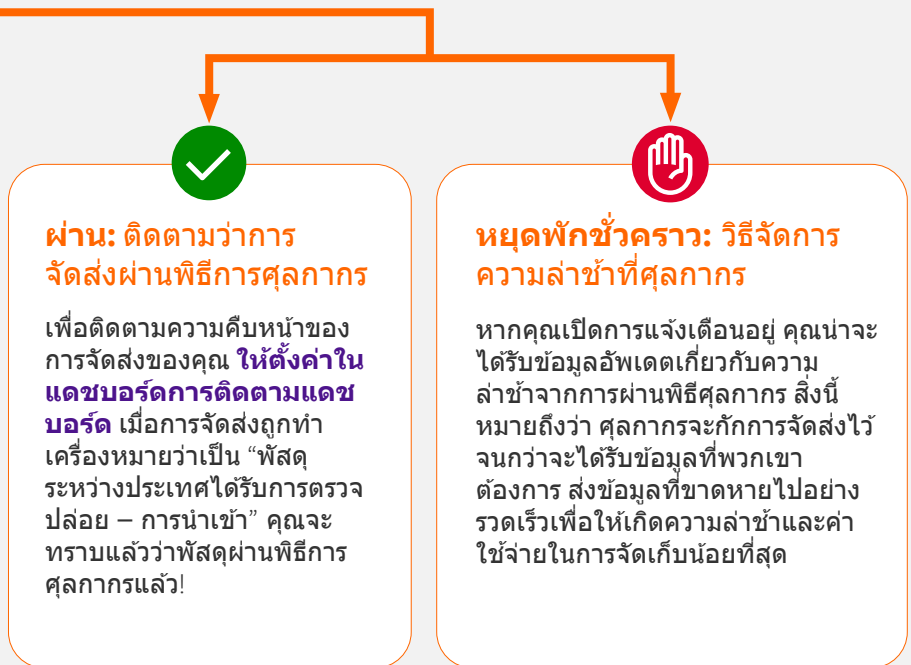 ผ่าน: ติดตามว่าการ
จัดส่งผ่านพิธีการศุลกากร
เพื่อติดตามความคืบหน้าของ
การจัดส่งของคุณ ให้ตั้งค่าใน
แดชบอร์ดการติดตามแดช
บอร์ด เมื่อการจัดส่งถูกทำ
เครื่องหมายว่าเป็น “พัสดุ
ระหว่างประเทศได้รับการตรวจ
ปล่อย – การนำเข้า” คุณจะ
ทราบแล้วว่าพัสดุผ่านพิธีการ
ศุลกากรแล้ว!
หยุดพักชั่วคราว: วิธีจัดการ
ความล่าช้าที่ศุลกากร
หากคุณเปิดการแจ้งเตือนอยู่ คุณน่าจะ
ได้รับข้อมูลอัพเดตเกี่ยวกับความ
ล่าช้าจากการผ่านพิธีศุลกากร สิ่งนี้
หมายถึงว่า ศุลกากรจะกักการจัดส่งไว้
จนกว่าจะได้รับข้อมูลที่พวกเขา
ต้องการ ส่งข้อมูลที่ขาดหายไปอย่าง
รวดเร็วเพื่อให้เกิดความล่าช้าและค่า
ใช้จ่ายในการจัดเก็บน้อยที่สุด